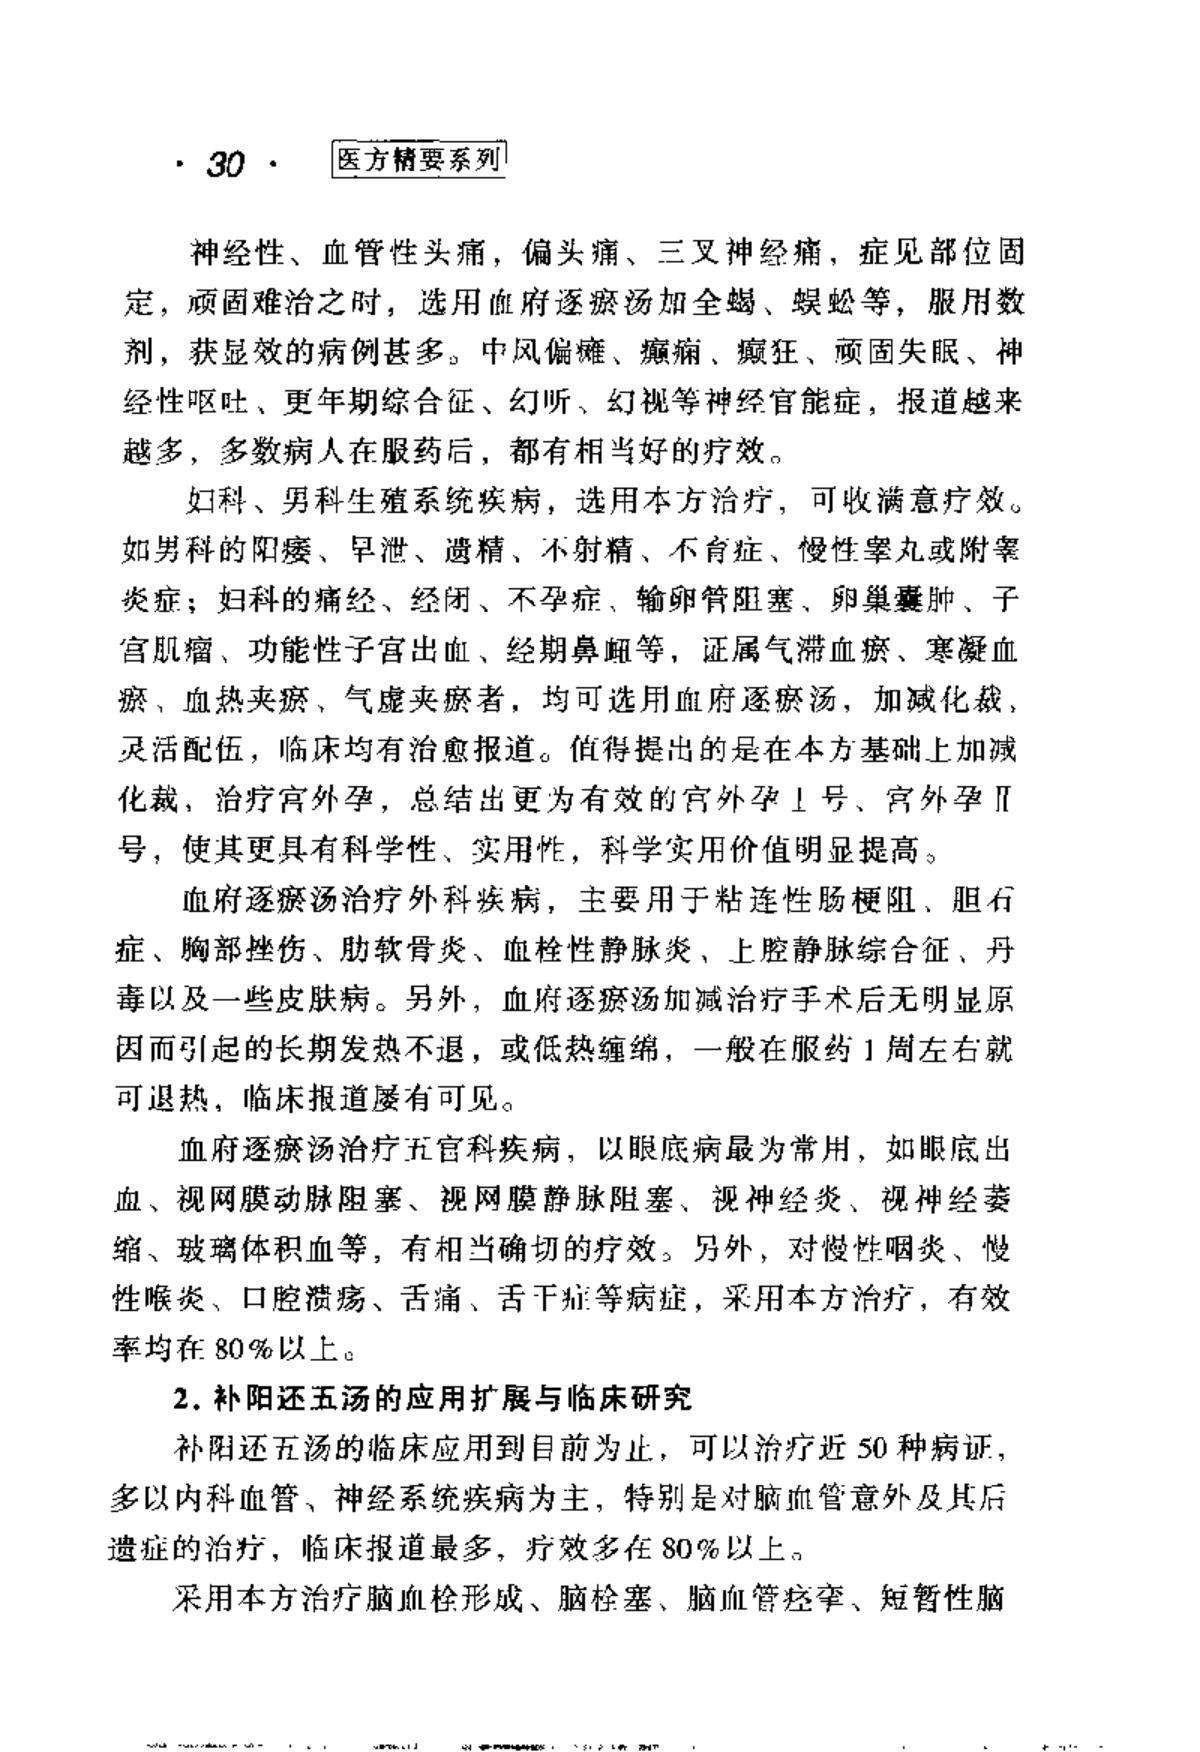 · 30 · 医方精要系列
神经性、血管性头痛，偏头痛、三叉神经痛，症见部位固
定，顽固难治之时，选用血府逐瘀汤加全蝎、蜈蚣等，服用数
剂，获显效的病例甚多。中风偏瘫、癫痫、癫狂、顽固失眠、神
经性呕吐、更年期综合征、幻听、幻视等神经官能症，报道越来
越多，多数病人在服药后，都有相当好的疗效。
妇科、男科生殖系统疾病，选用本方治疗，可收满意疗效。
如男科的阳痿、早泄、遗精、不射精、不育症、慢性睾丸或附睾
炎症；妇科的痛经、经闭、不孕症、输卵管阻塞、卵巢囊肿、子
宫肌瘤、功能性子宫出血、经期鼻衄等，证属气滞血瘀、寒凝血
瘀、血热夹瘀、气虚夹瘀者，均可选用血府逐瘀汤，加减化裁、
灵活配伍，临床均有治愈报道。值得提出的是在本方基础上加减
化裁，治疗宫外孕，总结出更为有效的宫外孕Ⅰ号、宫外孕Ⅱ
号，使其更具有科学性、实用性，科学实用价值明显提高。
血府逐瘀汤治疗外科疾病，主要用于粘连性肠梗阻、胆石
症、胸部挫伤、肋软骨炎、血栓性静脉炎、上腔静脉综合征、丹
毒以及一些皮肤病。另外，血府逐瘀汤加减治疗手术后无明显原
因而引起的长期发热不退，或低热缠绵，一般在服药1周左右就
可退热，临床报道屡有可见。
血府逐瘀汤治疗五官科疾病，以眼底病最为常用，如眼底出
血、视网膜动脉阻塞、视网膜静脉阻塞、视神经炎、视神经萎
缩、玻璃体积血等，有相当确切的疗效。另外，对慢性咽炎、慢
性喉炎、口腔溃疡、舌痛、舌干症等病症，采用本方治疗，有效
率均在80%以上。
2. 补阳还五汤的应用扩展与临床研究
补阳还五汤的临床应用到目前为止，可以治疗近50种病证，
多以内科血管、神经系统疾病为主，特别是对脑血管意外及其后
遗症的治疗，临床报道最多，疗效多在80%以上。
采用本方治疗脑血栓形成、脑栓塞、脑血管痉挛、短暂性脑